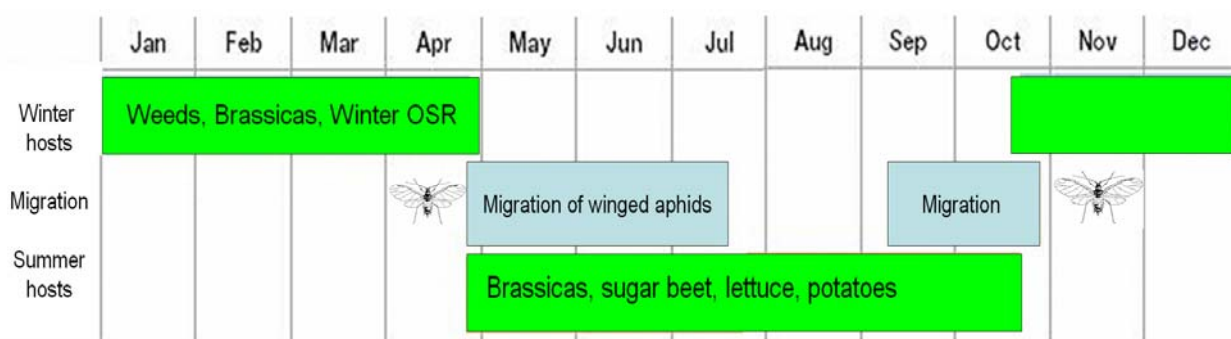 Jan Feb Mar Apr May Jun Jul Aug Sep Oct Nov Dec
Winter
hosts
Weeds, Brassicas, Winter OSR
Migration
Migration of winged aphids
Migration
Summer
hosts
Brassicas, sugar beet, lettuce, potatoes